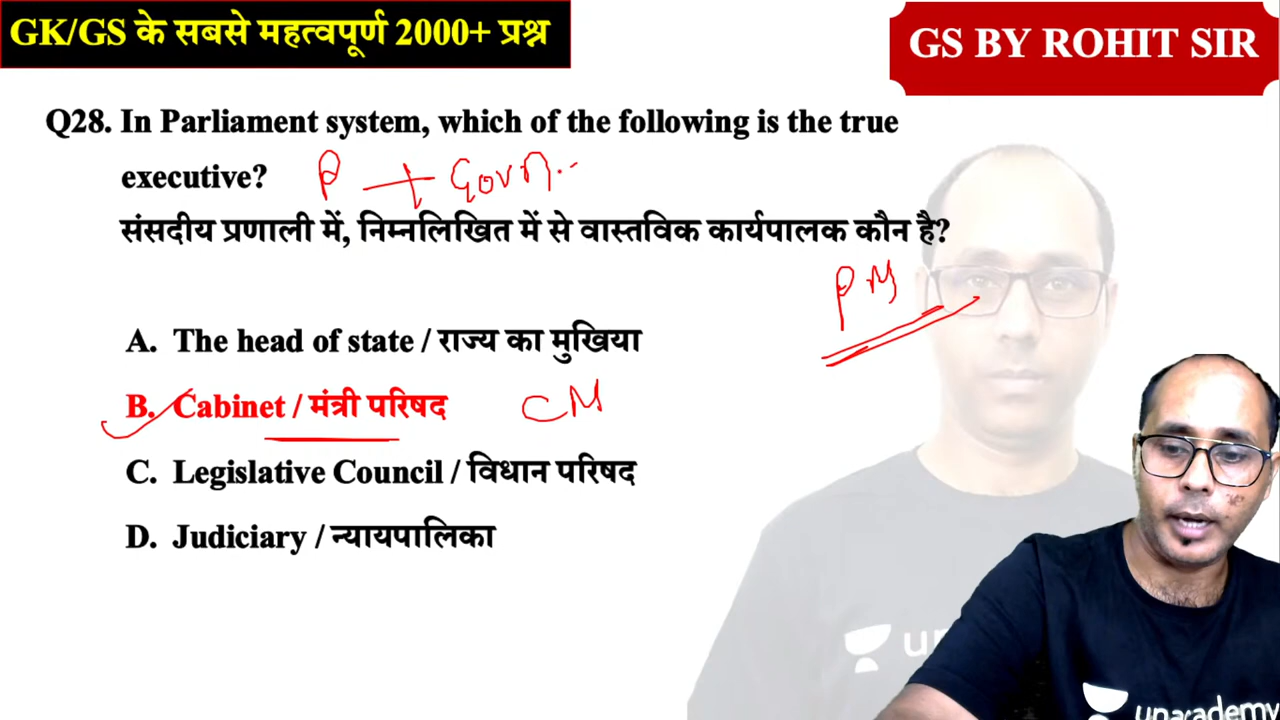 GK/GS के सबसे महत्वपूर्ण 2000+ प्रश्न
GS BY ROHIT SIR
Q28. In Parliament system, which of the following is the true
executive?
P + Govn.
संसदीय प्रणाली में, निम्नलिखित में से वास्तविक कार्यपालक कौन है?
PM
A. The head of state / राज्य का मुखिया
B. Cabinet / मंत्री परिषद
CM
C. Legislative Council / विधान परिषद
D. Judiciary / न्यायपालिका
unacademy